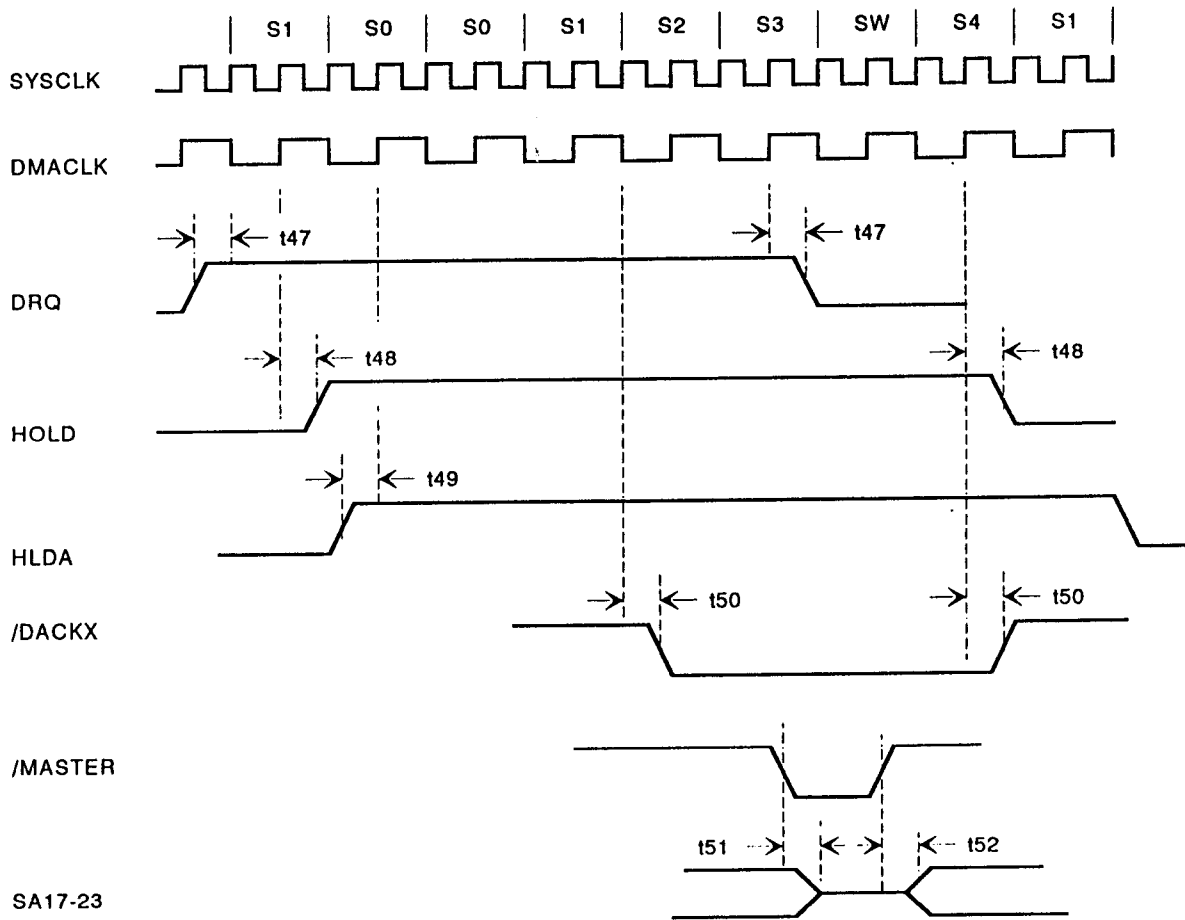 S1 S0 S0 S1 S2 S3 SW S4 S1
SYSCLK
DMACLK
t47 t47
DRQ
t48 t48
HOLD
t49
HLDA
t50 t50
/DACKX
/MASTER
t51 t52
SA17-23